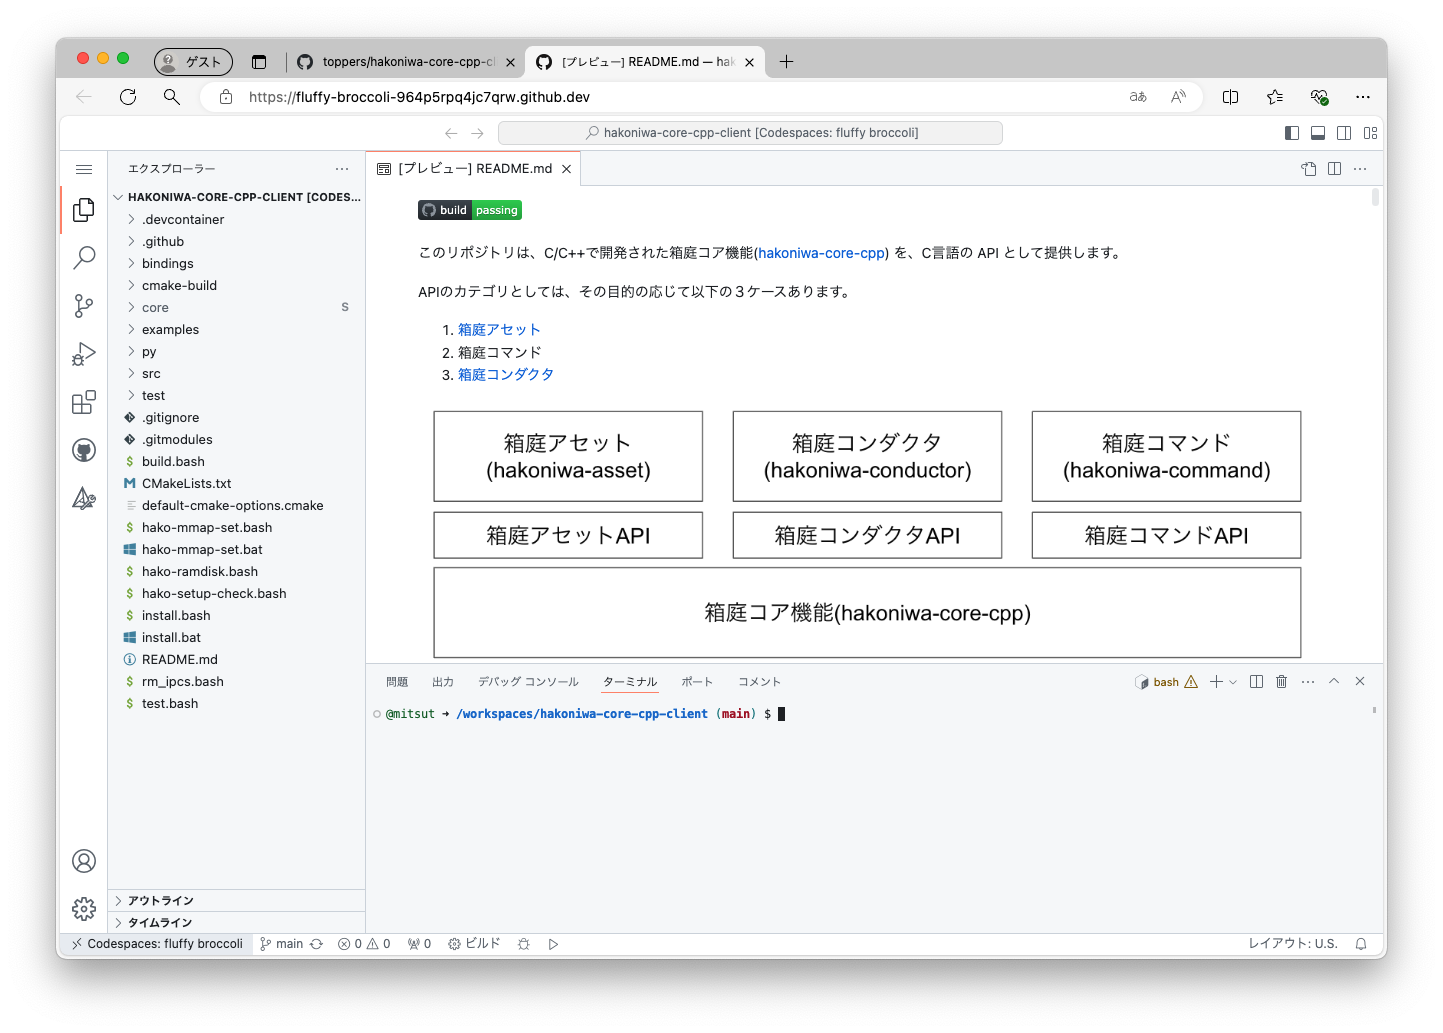 ゲスト
toppers/hakoniwa-core-cpp-cl
[プレビュー] README.md — hak
https://fluffy-broccoli-964p5rpq4jc7qrw.github.dev
aあ
hakoniwa-core-cpp-client [Codespaces: fluffy broccoli]
エクスプローラー
HAKONIWA-CORE-CPP-CLIENT [CODES...
.devcontainer
.github
bindings
cmake-build
core S
examples
py
src
test
.gitignore
.gitmodules
$ build.bash
M CMakeLists.txt
default-cmake-options.cmake
$ hako-mmap-set.bash
hako-mmap-set.bat
$ hako-ramdisk.bash
$ hako-setup-check.bash
$ install.bash
install.bat
README.md
$ rm_ipcs.bash
$ test.bash
アウトライン
タイムライン
[プレビュー] README.md
build passing
このリポジトリは、C/C++で開発された箱庭コア機能(hakoniwa-core-cpp) を、C言語の API として提供します。
APIのカテゴリとしては、その目的の応じて以下の３ケースあります。
1. 箱庭アセット
2. 箱庭コマンド
3. 箱庭コンダクタ
箱庭アセット
(hakoniwa-asset)
箱庭コンダクタ
(hakoniwa-conductor)
箱庭コマンド
(hakoniwa-command)
箱庭アセットAPI
箱庭コンダクタAPI
箱庭コマンドAPI
箱庭コア機能(hakoniwa-core-cpp)
問題 出力 デバッグ コンソール ターミナル ポート コメント
bash
@mitsut ➜ /workspaces/hakoniwa-core-cpp-client (main) $
Codespaces: fluffy broccoli main 0 0 0 ビルド レイアウト: U.S.